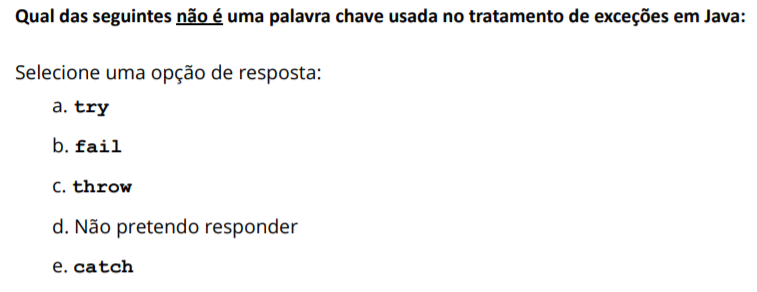 Qual das seguintes não é uma palavra chave usada no tratamento de exceções em Java:
Selecione uma opção de resposta:
a. try
b. fail
c. throw
d. Não pretendo responder
e. catch